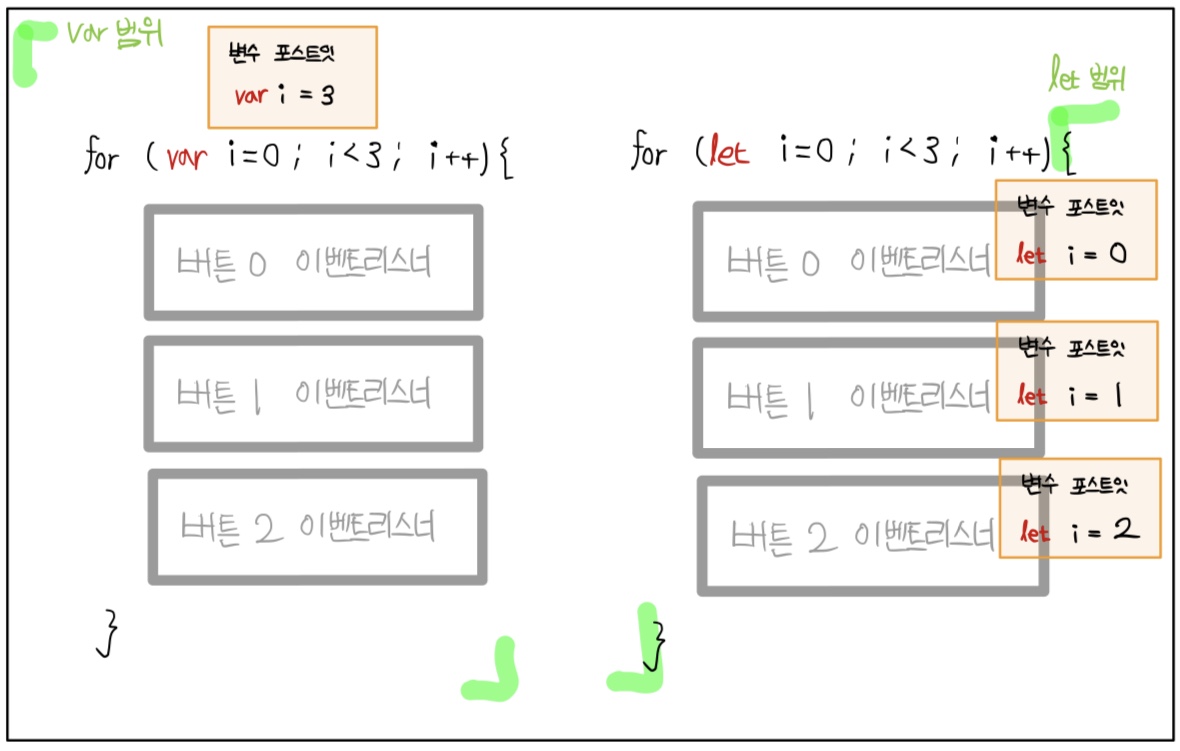 var 범위
변수 포스트잇
var i = 3
for (var i=0; i<3; i++){
버튼 0 이벤트리스너
버튼 1 이벤트리스너
버튼 2 이벤트리스너
}
let 범위
for (let i=0; i<3; i++){
버튼 0 이벤트리스너
변수 포스트잇
let i = 0
버튼 1 이벤트리스너
변수 포스트잇
let i = 1
버튼 2 이벤트리스너
변수 포스트잇
let i = 2
}